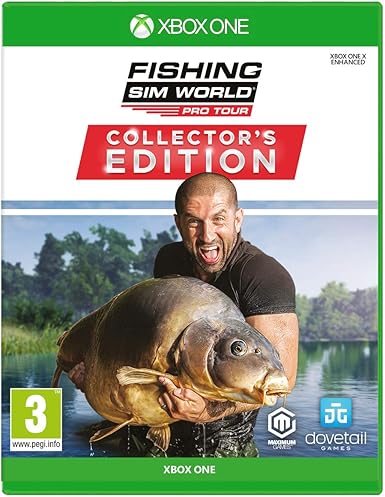 XBOX ONE
XBOX ONE X
ENHANCED
FISHING
SIM WORLD
PRO TOUR
COLLECTOR'S
EDITION
3
www.pegi.info
MAXIMUM
GAMES
dovetail
GAMES
XBOX ONE